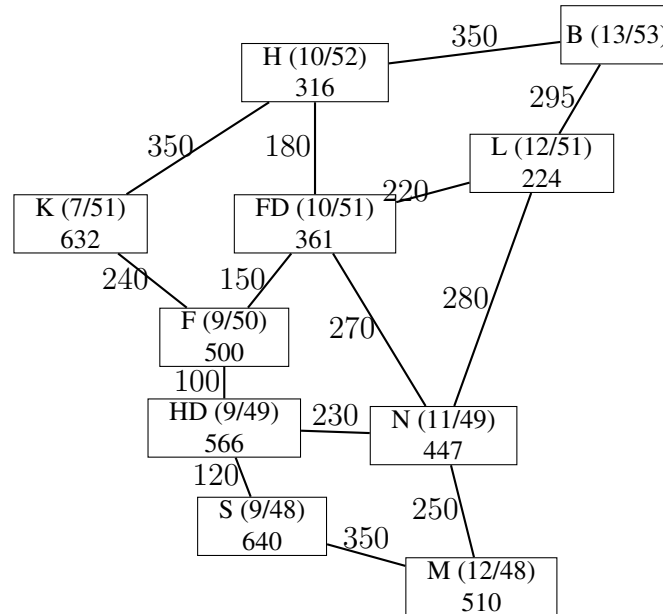 350
B (13/53)
H (10/52)
316
295
350
180
L (12/51)
224
220
K (7/51)
632
FD (10/51)
361
240
150
270
280
F (9/50)
500
100
HD (9/49)
566
230
N (11/49)
447
120
250
S (9/48)
640
350
M (12/48)
510